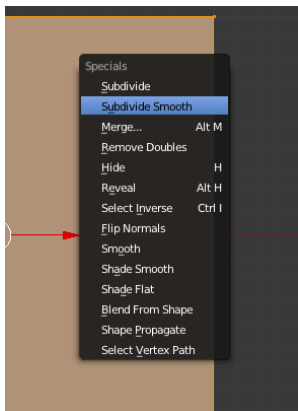 Specials
Subdivide
Subdivide Smooth
Merge... Alt M
Remove Doubles
Hide H
Reveal Alt H
Select Inverse Ctrl I
Flip Normals
Smooth
Shade Smooth
Shade Flat
Blend From Shape
Shape Propagate
Select Vertex Path